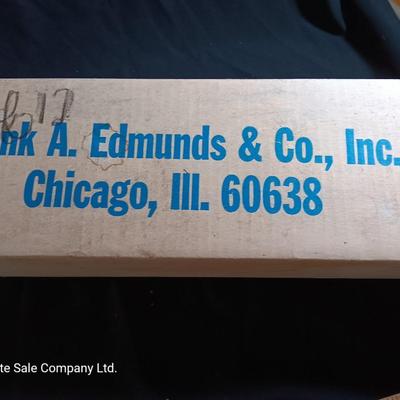 nk A. Edmunds & Co., Inc.
Chicago, Ill. 60638
te Sale Company Ltd.